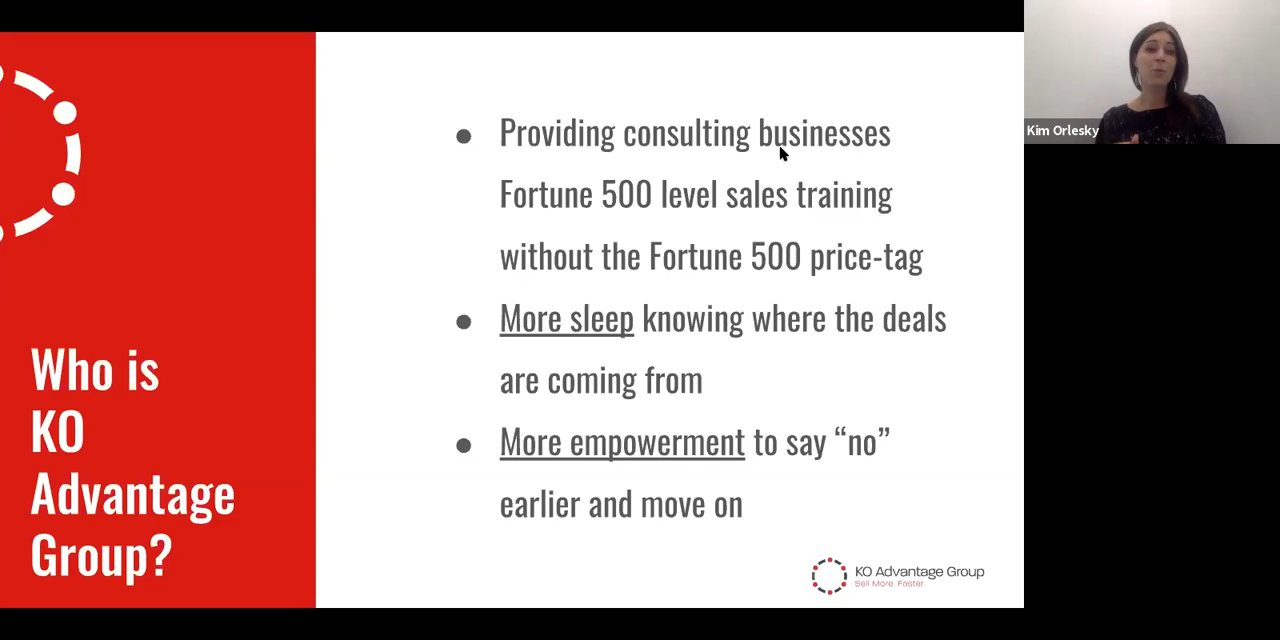 Who is
KO
Advantage
Group?
● Providing consulting businesses
Fortune 500 level sales training
without the Fortune 500 price-tag
● More sleep knowing where the deals
are coming from
● More empowerment to say “no”
earlier and move on
KO Advantage Group
Sell More. Faster.
Kim Orlesky